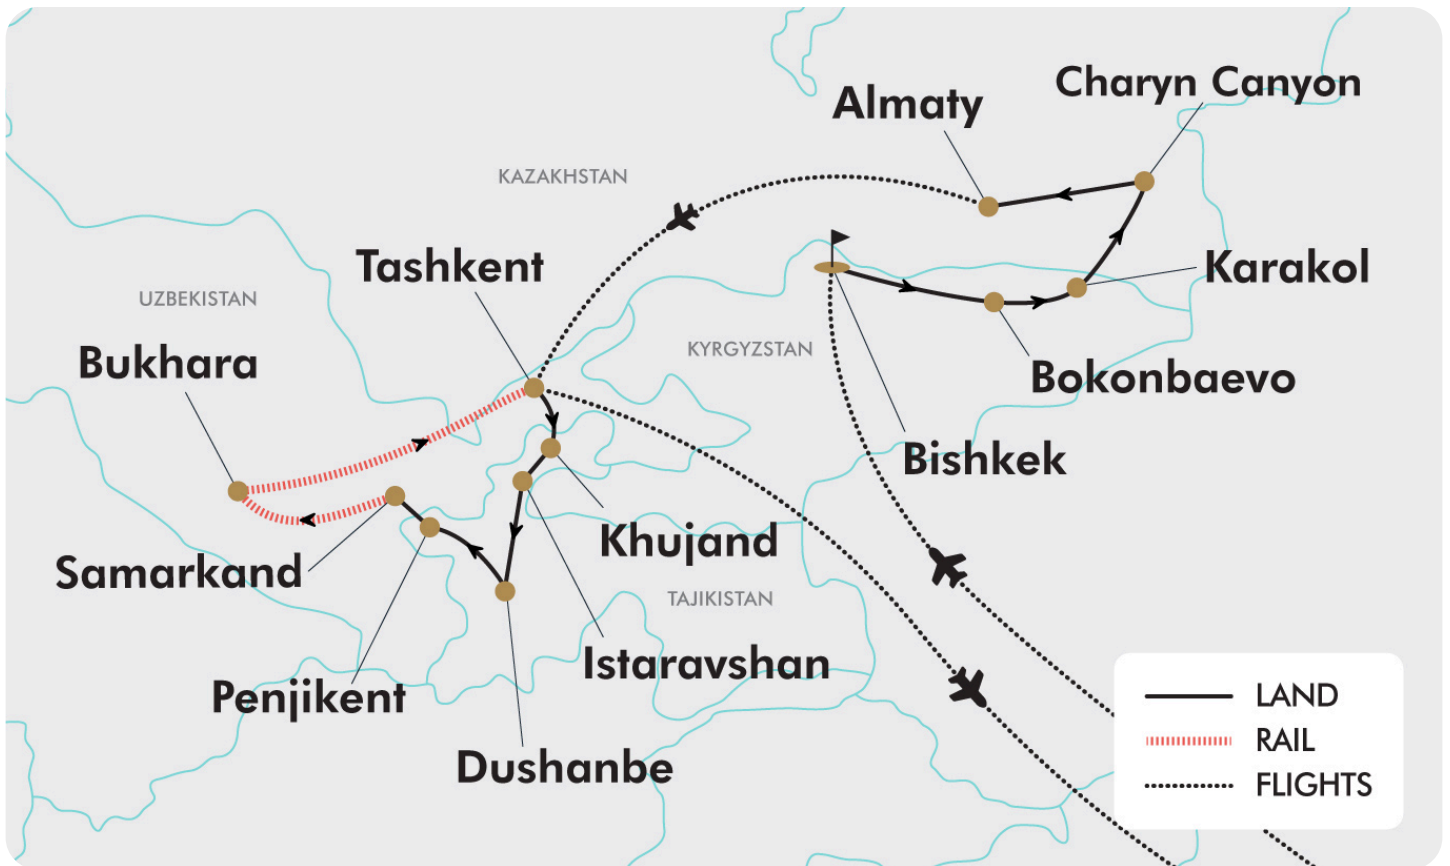 Charyn Canyon
Almaty
KAZAKHSTAN
Tashkent
Karakol
UZBEKISTAN
KYRGYZSTAN
Bukhara
Bokonbaevo
Bishkek
Khujand
Samarkand
TAJIKISTAN
Istaravshan
Penjikent
Dushanbe
LAND
RAIL
FLIGHTS